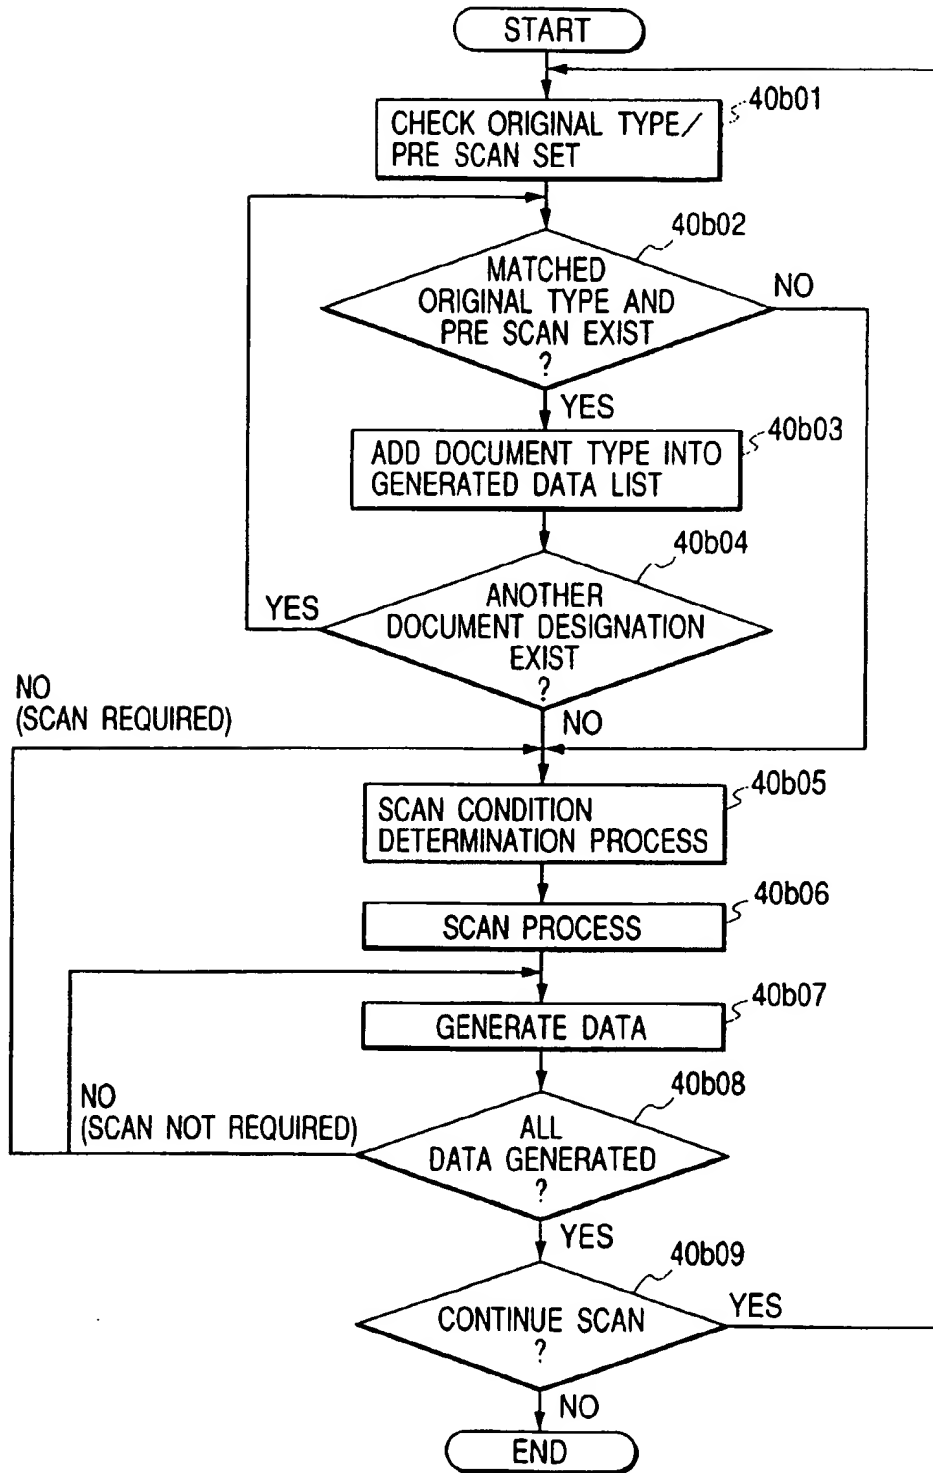 START
40b01
CHECK ORIGINAL TYPE/
PRE SCAN SET
40b02
MATCHED
ORIGINAL TYPE AND
PRE SCAN EXIST
?
NO
YES
40b03
ADD DOCUMENT TYPE INTO
GENERATED DATA LIST
40b04
ANOTHER
DOCUMENT DESIGNATION
EXIST
?
YES
NO
NO
(SCAN REQUIRED)
40b05
SCAN CONDITION
DETERMINATION PROCESS
40b06
SCAN PROCESS
40b07
GENERATE DATA
40b08
ALL
DATA GENERATED
?
NO
(SCAN NOT REQUIRED)
YES
40b09
CONTINUE SCAN
?
YES
NO
END